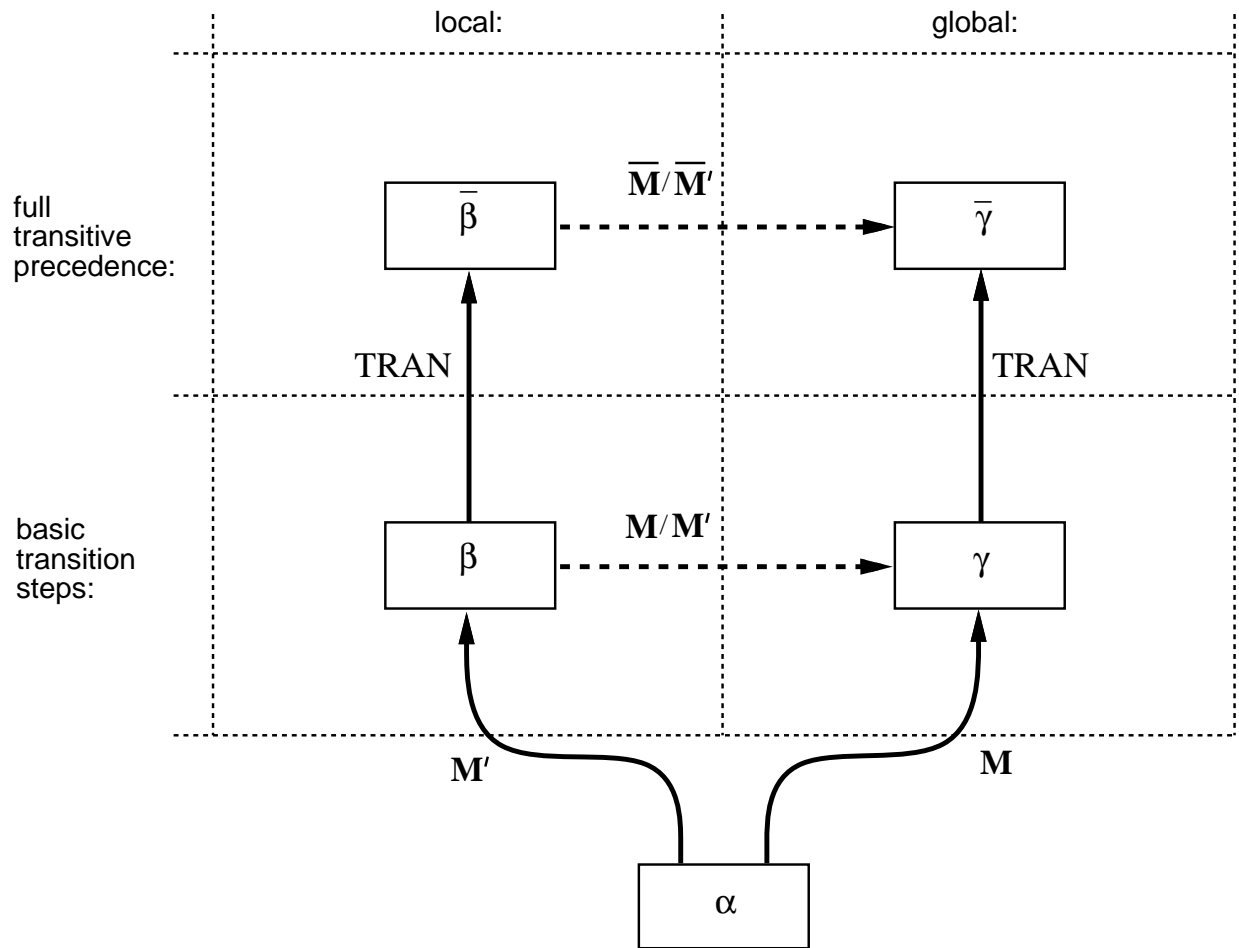 local:
global:
M̅/M̅′
full
transitive
precedence:
β̅
γ̅
TRAN
TRAN
M/M′
basic
transition
steps:
β
γ
M′
M
α